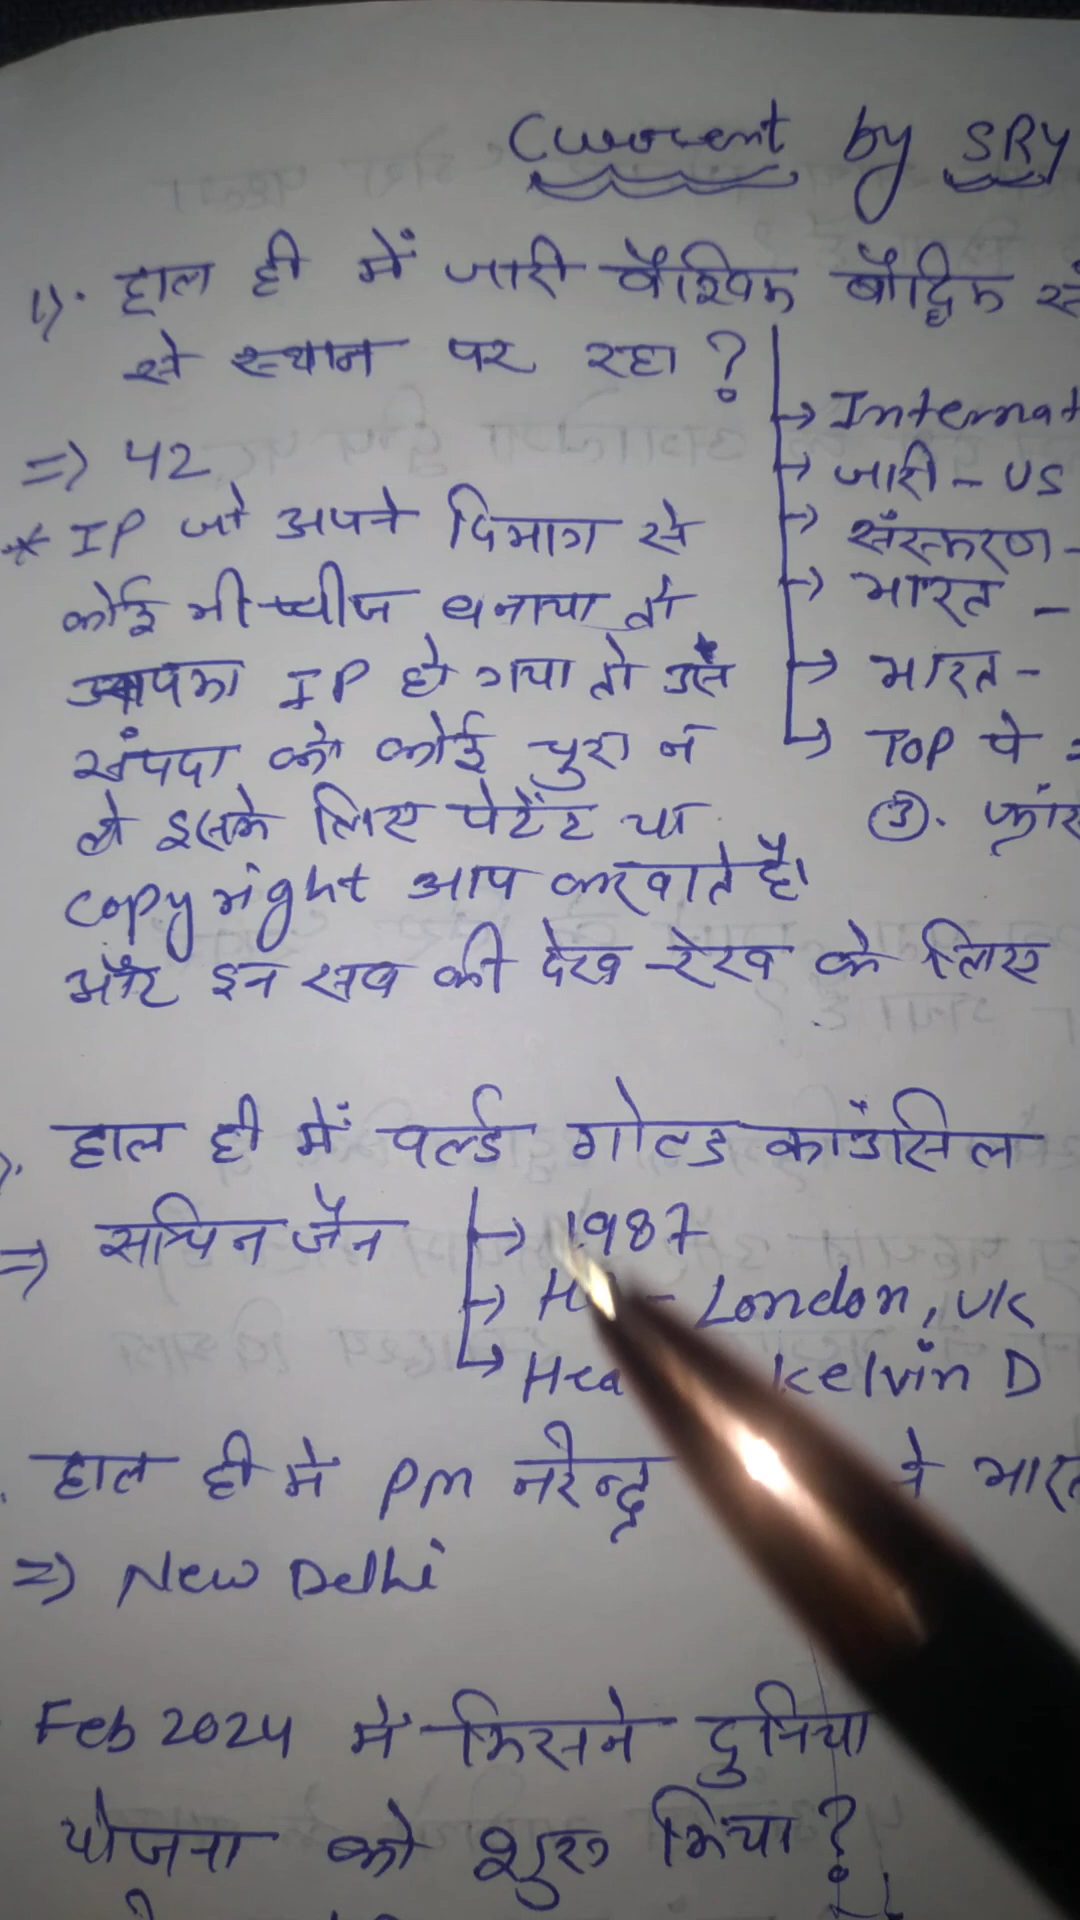 Current by SRY
1). हाल ही में जारी वैश्विक बौद्धिक
से स्थान पर रहा ?
=> 42
→ Internat
→ जारी - US
→ संस्करण -
→ भारत -
→ भारत -
→ TOP पे
③. फ्रांस
* IP जो अपने दिमाग से
कोई भी चीज बनाया तो
आपका IP हो गया तो उस
संपदा को कोई चुरा न
ले इसके लिए पेटेंट या
copyright आप करवाते है।
और इन सब की देख-रेख के लिए
हाल ही में वर्ल्ड गोल्ड काउंसिल
=> सचिन जैन
→ 1987
→ - London, UK
→ Kelvin D
हाल ही में PM नरेन्द्र ने भारत
=> New Delhi
Feb 2024 में किसने दुनिया
योजना को शुरू किया ?